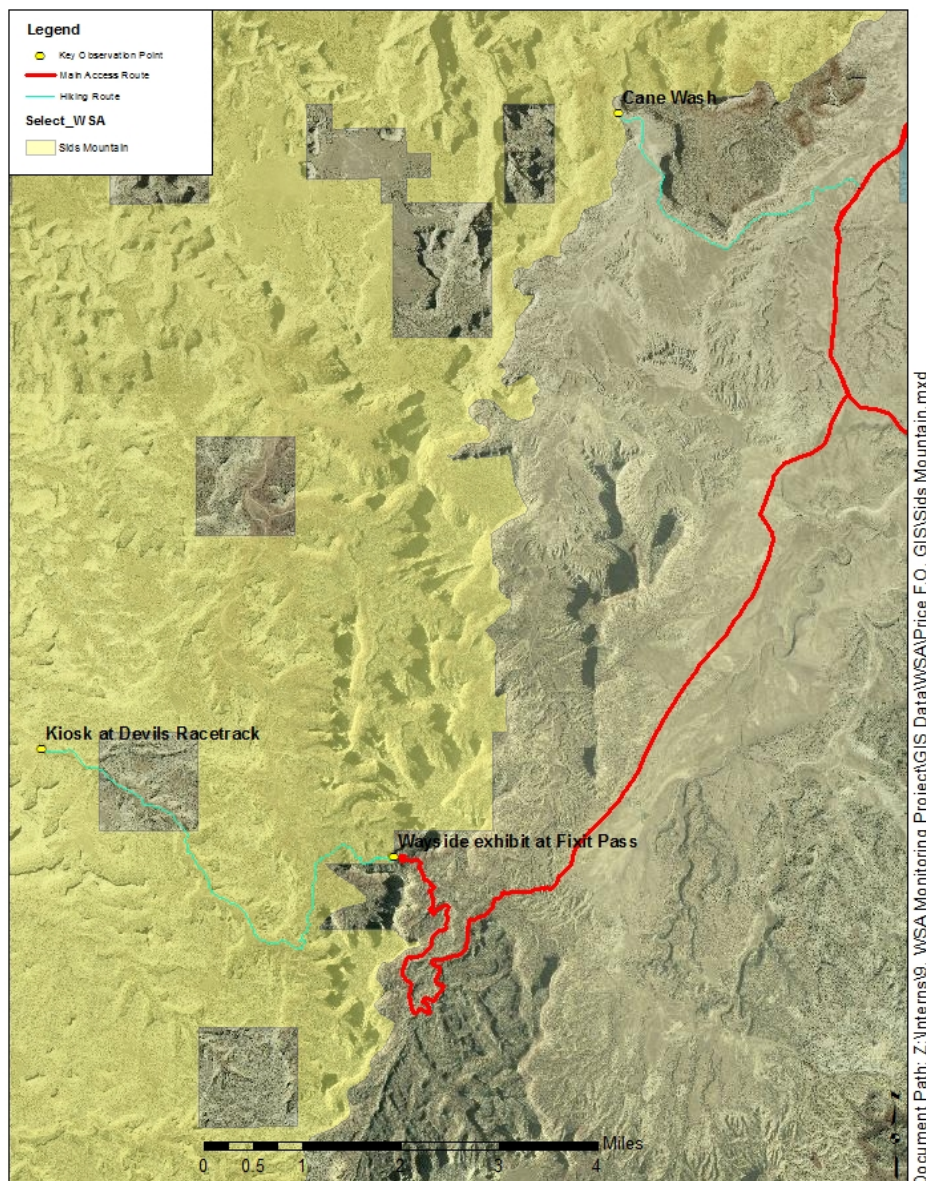 Legend
Key Observation Point
Main Access Route
Hiking Route
Select_WSA
Sids Mountain
Cane Wash
Kiosk at Devils Racetrack
Wayside exhibit at Fixit Pass
Miles
0 0.5 1 2 3 4
Document Path: Z:\Interns\9. WSA Monitoring Project\GIS Data\WSA\Price F.O. GIS\Sids Mountain.mxd